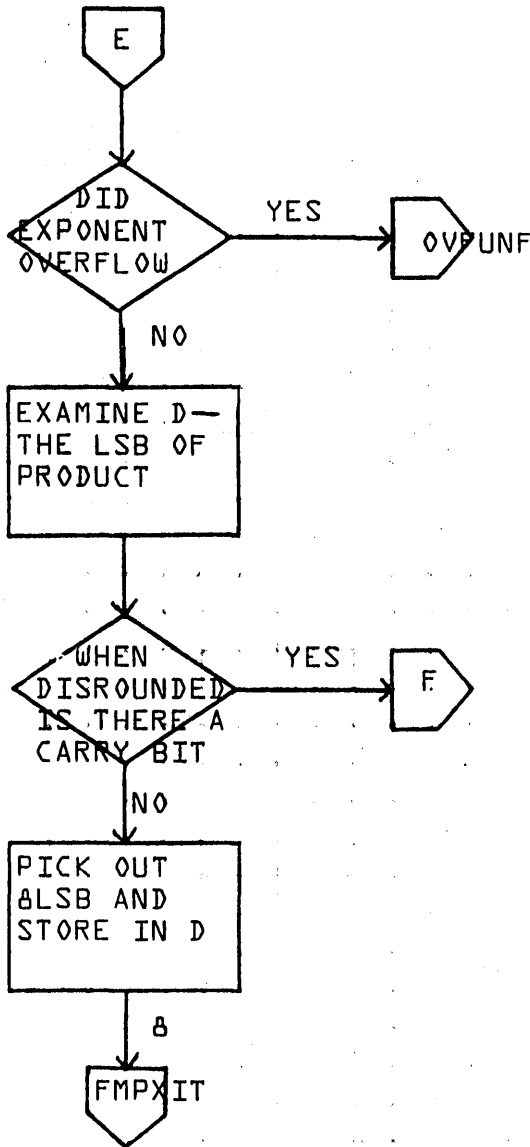 E
DID
EXPONENT
OVERFLOW
YES
OVFUNF
NO
EXAMINE D—
THE LSB OF
PRODUCT
WHEN
DISROUNDED
IS THERE A
CARRY BIT
YES
F
NO
PICK OUT
8LSB AND
STORE IN D
8
FMPXIT